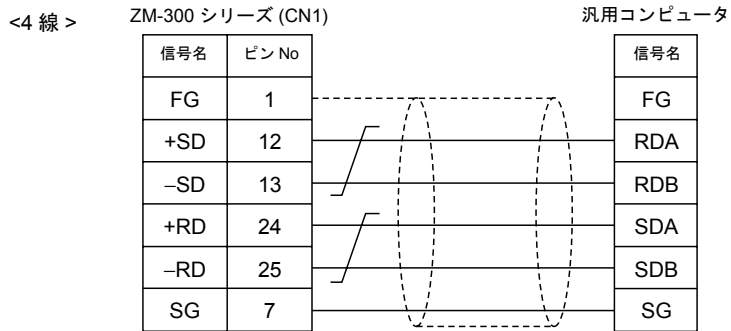 <4 線 >
ZM-300 シリーズ (CN1) 汎用コンピュータ
信号名 ピン No 信号名
FG 1 FG
+SD 12 RDA
−SD 13 RDB
+RD 24 SDA
−RD 25 SDB
SG 7 SG